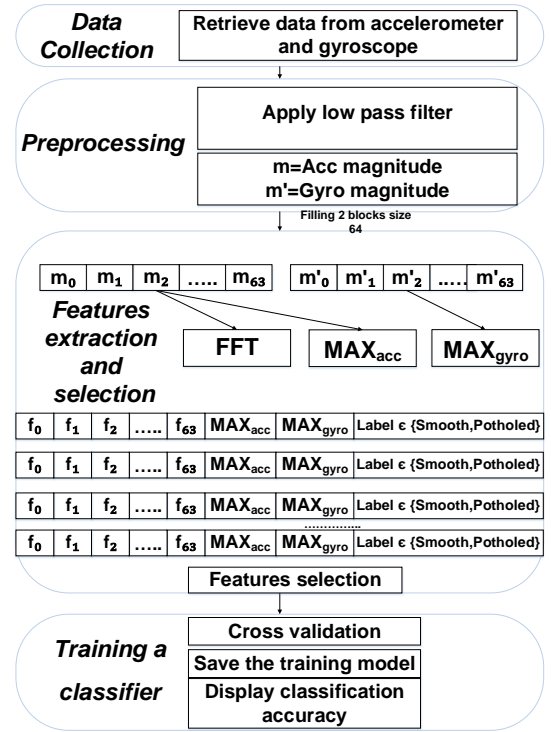 Data
Collection
Retrieve data from accelerometer
and gyroscope
Preprocessing
Apply low pass filter
m=Acc magnitude
m'=Gyro magnitude
Filling 2 blocks size
64
m₀ m₁ m₂ ….. m₆₃
m'₀ m'₁ m'₂ ..... m'₆₃
Features
extraction
and
selection
FFT
MAXacc
MAXgyro
f₀ f₁ f₂ ….. f₆₃ MAXacc MAXgyro Label ϵ {Smooth,Potholed}
f₀ f₁ f₂ ….. f₆₃ MAXacc MAXgyro Label ϵ {Smooth,Potholed}
f₀ f₁ f₂ ….. f₆₃ MAXacc MAXgyro Label ϵ {Smooth,Potholed}
…………...
f₀ f₁ f₂ ….. f₆₃ MAXacc MAXgyro Label ϵ {Smooth,Potholed}
Features selection
Training a
classifier
Cross validation
Save the training model
Display classification
accuracy